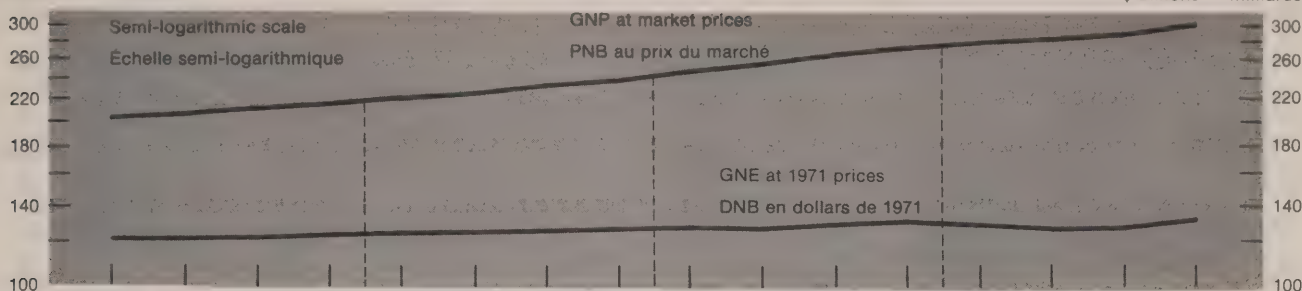 300
260
220
180
140
100
Semi-logarithmic scale
Échelle semi-logarithmique
GNP at market prices
PNB au prix du marché
GNE at 1971 prices
DNB en dollars de 1971
300
260
220
180
140
100